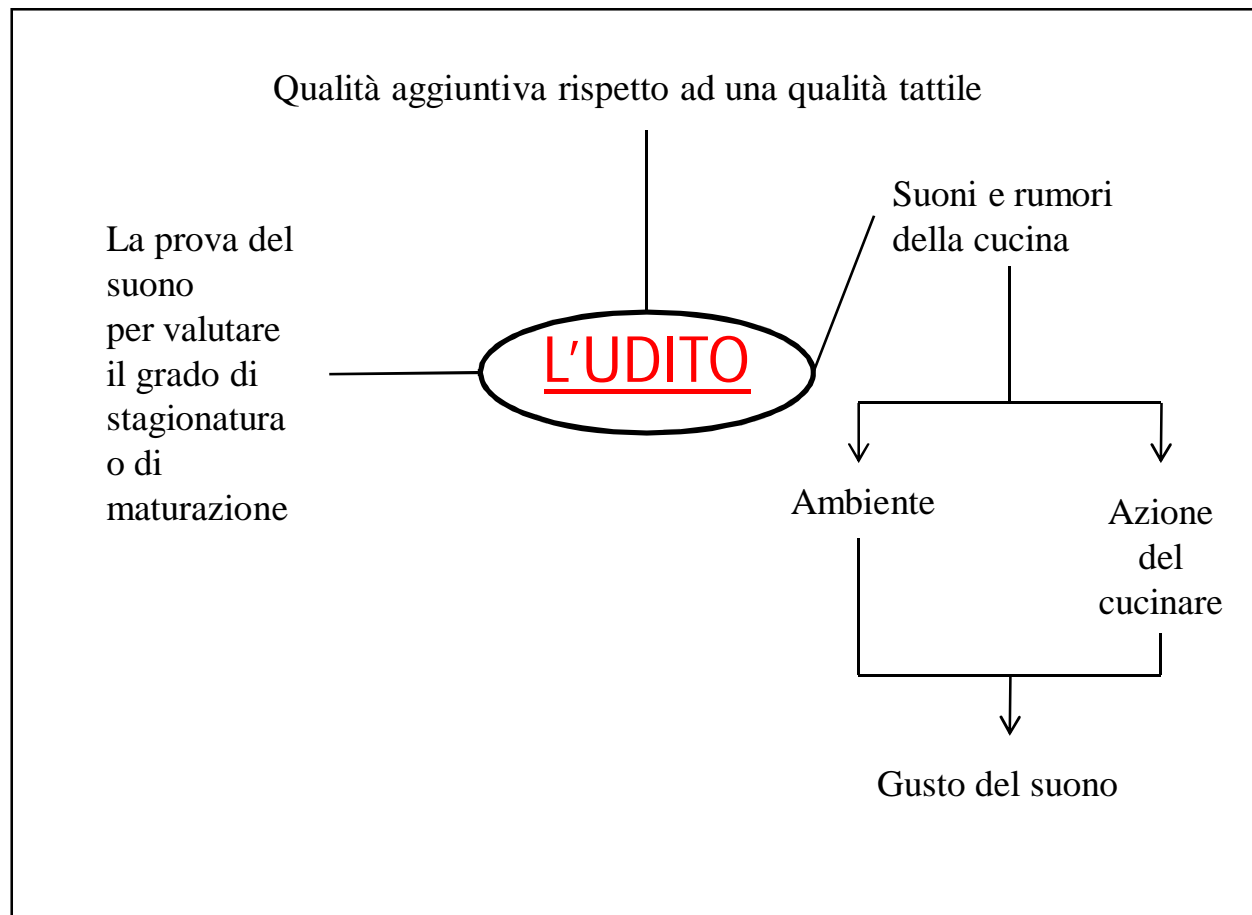 Qualità aggiuntiva rispetto ad una qualità tattile
Suoni e rumori
della cucina
La prova del
suono
per valutare
il grado di
stagionatura
o di
maturazione
L'UDITO
Ambiente
Azione
del
cucinare
Gusto del suono